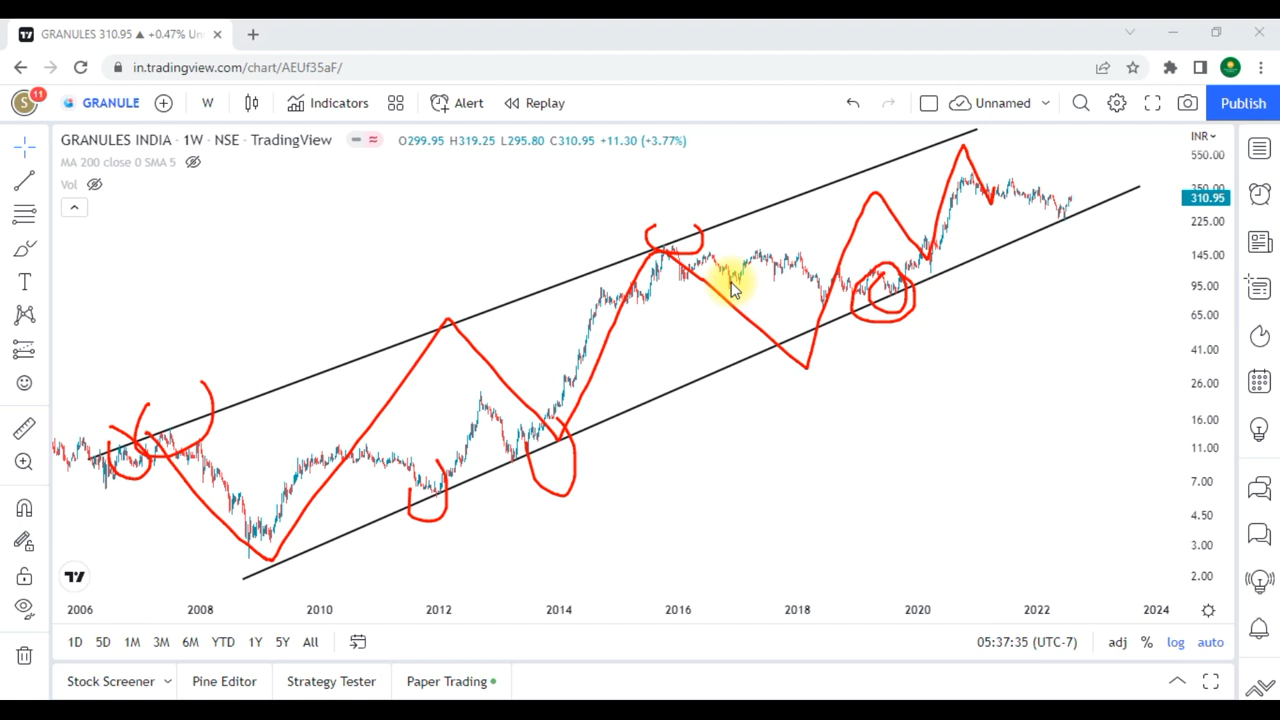 GRANULES 310.95 ▲ +0.47% Un
in.tradingview.com/chart/AEUf35aF/
S 11 GRANULE W Indicators Alert Replay Unnamed Publish
GRANULES INDIA · 1W · NSE · TradingView O299.95 H319.25 L295.80 C310.95 +11.30 (+3.77%)
INR
MA 200 close 0 SMA 5
Vol
550.00
350.00
310.95
225.00
145.00
95.00
65.00
41.00
26.00
16.00
11.00
7.00
4.50
3.00
2.00
2006 2008 2010 2012 2014 2016 2018 2020 2022 2024
1D 5D 1M 3M 6M YTD 1Y 5Y All 05:37:35 (UTC-7) adj % log auto
Stock Screener Pine Editor Strategy Tester Paper Trading